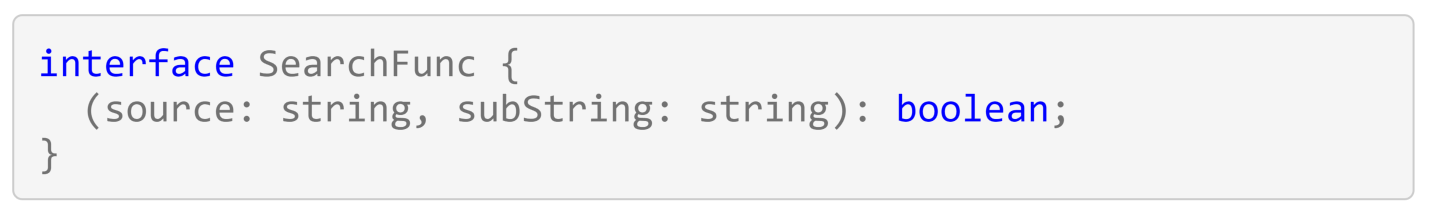 interface SearchFunc {
  (source: string, subString: string): boolean;
}